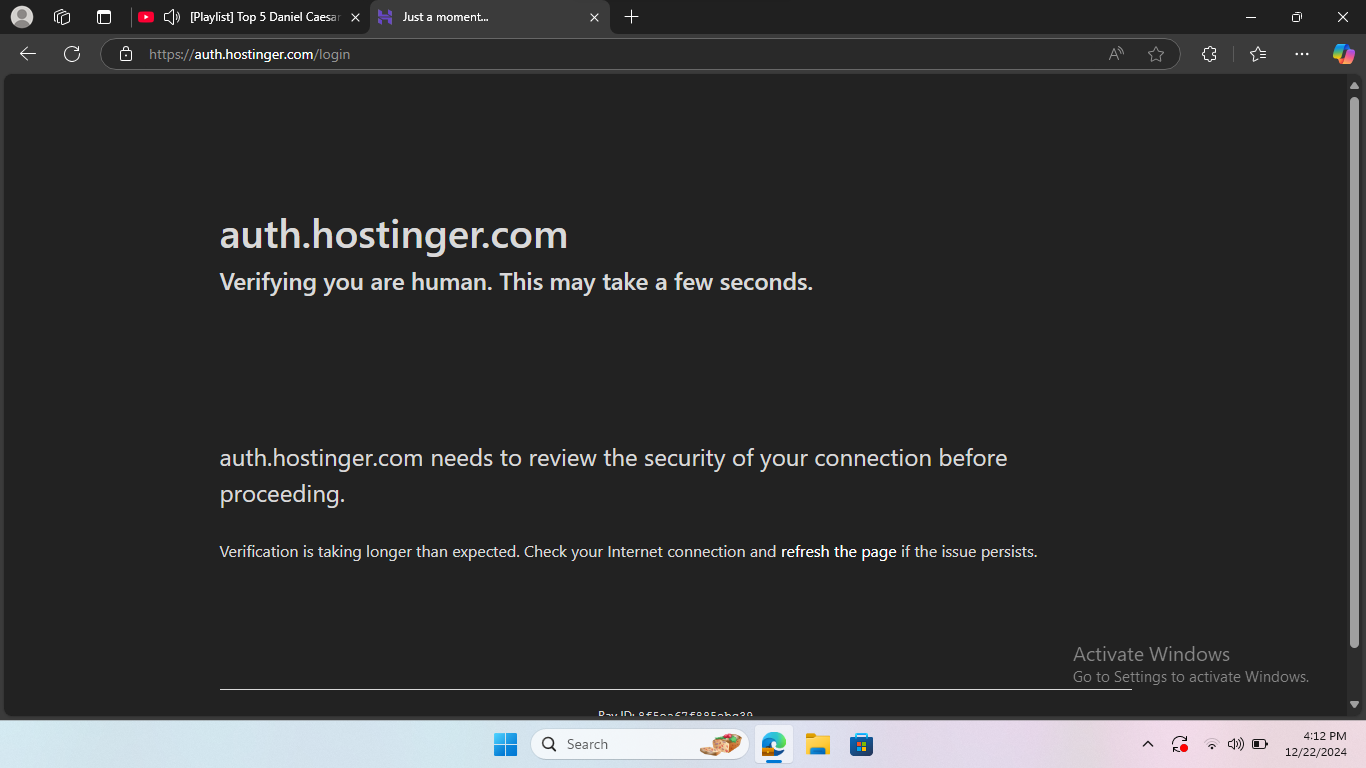 [Playlist] Top 5 Daniel Caesar
Just a moment...
https://auth.hostinger.com/login
auth.hostinger.com
Verifying you are human. This may take a few seconds.
auth.hostinger.com needs to review the security of your connection before
proceeding.
Verification is taking longer than expected. Check your Internet connection and refresh the page if the issue persists.
Activate Windows
Go to Settings to activate Windows.
Ray ID:
Search
4:12 PM
12/22/2024